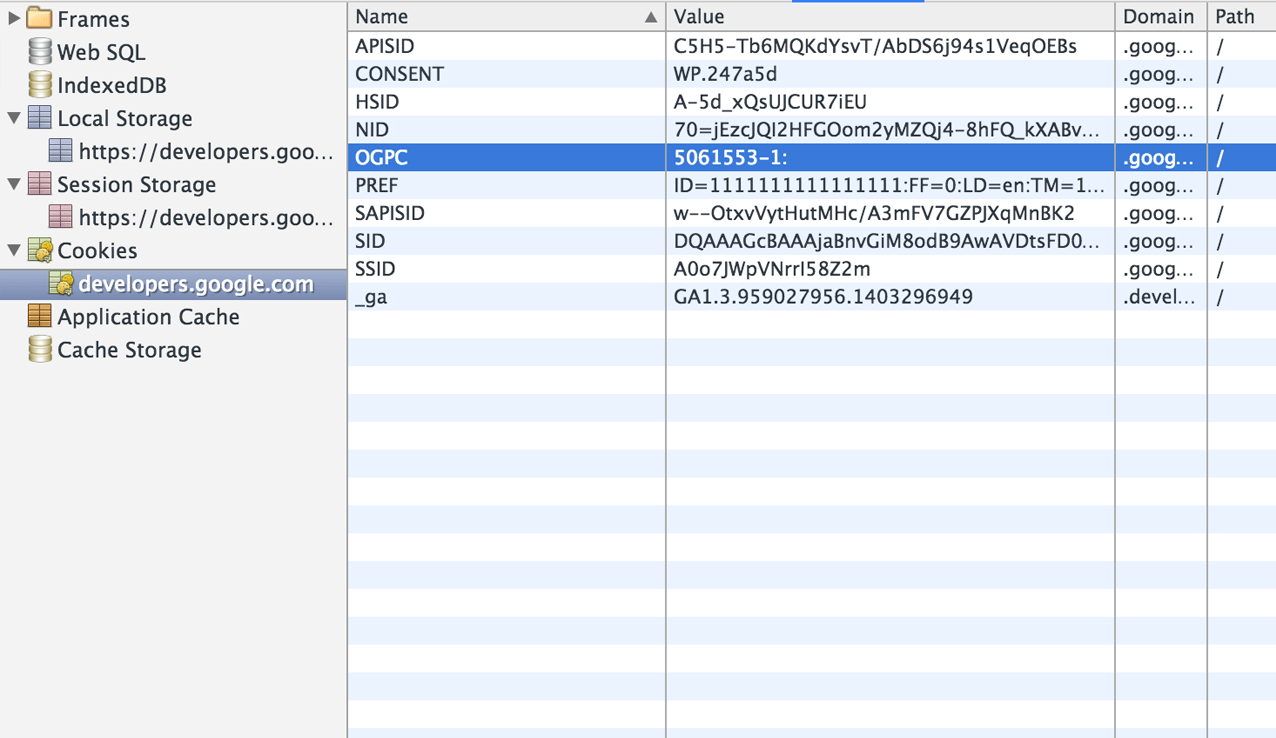 Frames
Web SQL
IndexedDB
Local Storage
https://developers.goo...
Session Storage
https://developers.goo...
Cookies
developers.google.com
Application Cache
Cache Storage
Name Value Domain Path
APISID C5H5-Tb6MQKdYsvT/AbDS6j94s1VeqOEBs .goog... /
CONSENT WP.247a5d .goog... /
HSID A-5d_xQsUJCUR7iEU .goog... /
NID 70=jEzcJQI2HFGOom2yMZQj4-8hFQ_kXABv... .goog... /
OGPC 5061553-1: .goog... /
PREF ID=1111111111111111:FF=0:LD=en:TM=1... .goog... /
SAPISID w--OtxvVytHutMHc/A3mFV7GZPJXqMnBK2 .goog... /
SID DQAAAGcBAAAjaBnvGiM8odB9AwAVDtsFD0... .goog... /
SSID A0o7JWpVNrrI58Z2m .goog... /
_ga GA1.3.959027956.1403296949 .devel... /